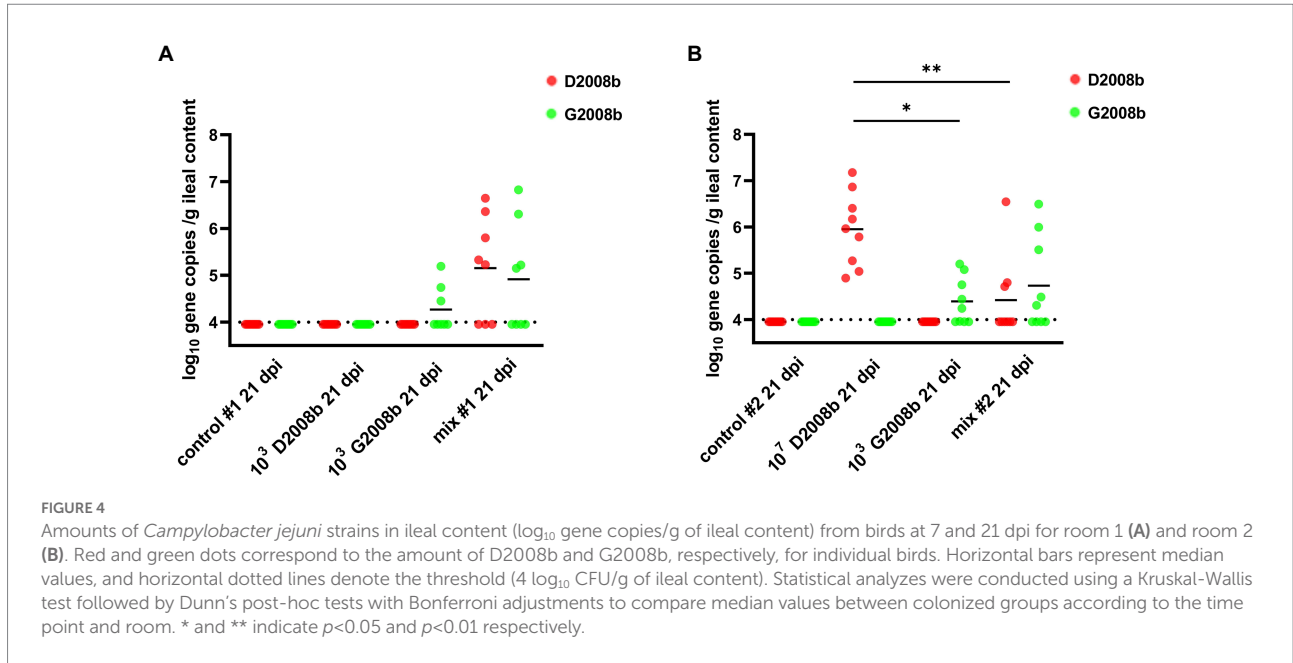 A
D2008b
G2008b
log₁₀ gene copies /g ileal content
8
7
6
5
4
control #1 21 dpi
10³ D2008b 21 dpi
10³ G2008b 21 dpi
mix #1 21 dpi
B
D2008b
G2008b
**
*
log₁₀ gene copies /g ileal content
8
7
6
5
4
control #2 21 dpi
10⁷ D2008b 21 dpi
10³ G2008b 21 dpi
mix #2 21 dpi
FIGURE 4
Amounts of Campylobacter jejuni strains in ileal content (log₁₀ gene copies/g of ileal content) from birds at 7 and 21 dpi for room 1 (A) and room 2
(B). Red and green dots correspond to the amount of D2008b and G2008b, respectively, for individual birds. Horizontal bars represent median
values, and horizontal dotted lines denote the threshold (4 log₁₀ CFU/g of ileal content). Statistical analyzes were conducted using a Kruskal-Wallis
test followed by Dunn’s post-hoc tests with Bonferroni adjustments to compare median values between colonized groups according to the time
point and room. * and ** indicate p<0.05 and p<0.01 respectively.